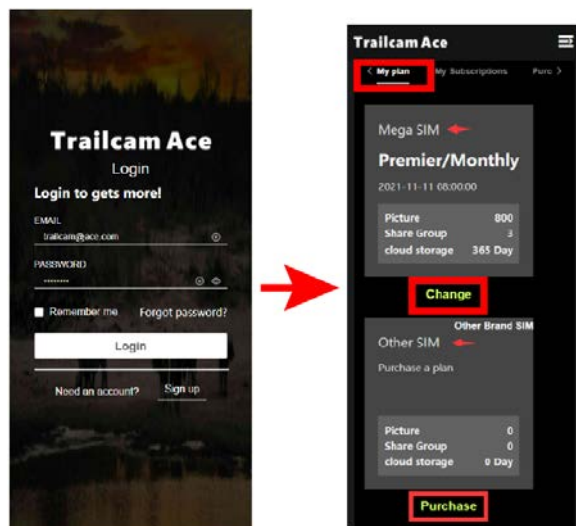 Trailcam Ace
Login
Login to gets more!
EMAIL
trailcam@ace.com
PASSWORD
••••••••
Remember me Forgot password?
Login
Need an account? Sign up
Trailcam Ace
< My plan My Subscriptions Purc >
Mega SIM
Premier/Monthly
2021-11-11 08:00:00
Picture 800
Share Group 3
cloud storage 365 Day
Change
Other Brand SIM
Other SIM
Purchase a plan
Picture 0
Share Group 0
cloud storage 0 Day
Purchase